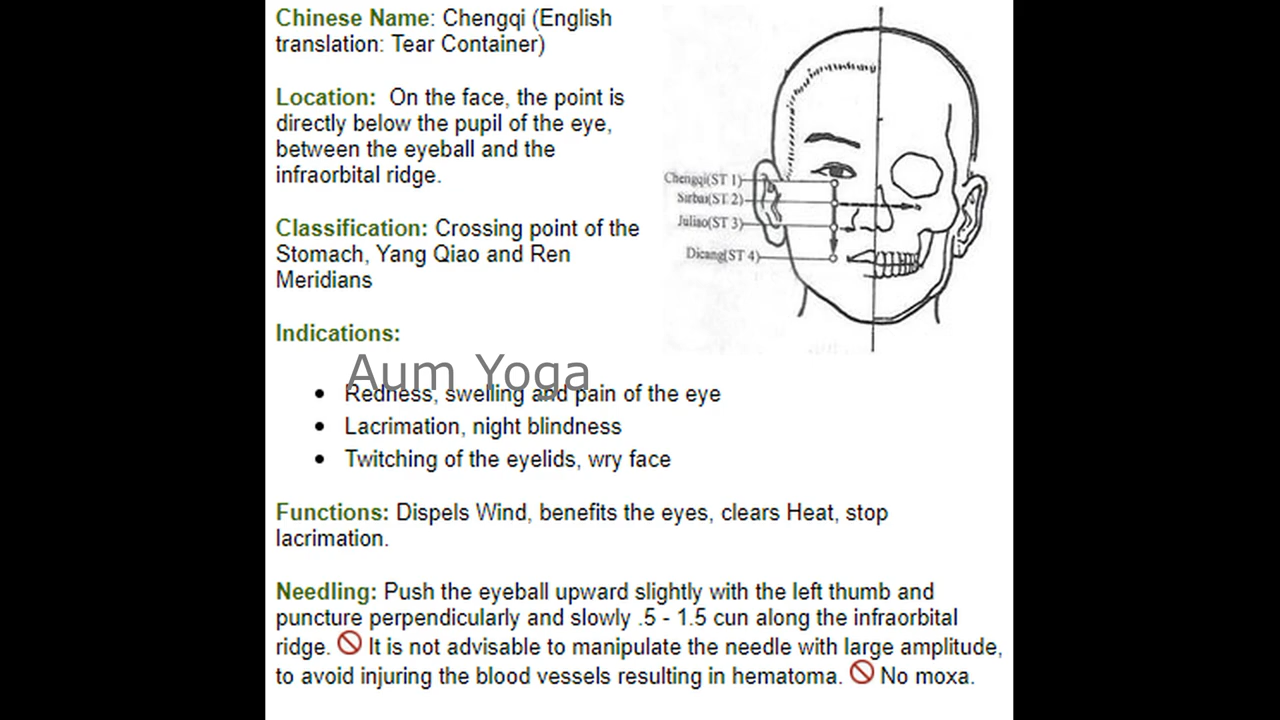 Chinese Name: Chengqi (English
translation: Tear Container)
Location: On the face, the point is
directly below the pupil of the eye,
between the eyeball and the
infraorbital ridge.
Classification: Crossing point of the
Stomach, Yang Qiao and Ren
Meridians
Chengqi(ST 1)
Sirbai(ST 2)
Juliao(ST 3)
Dicang(ST 4)
Indications:
Aum Yoga
• Redness, swelling and pain of the eye
• Lacrimation, night blindness
• Twitching of the eyelids, wry face
Functions: Dispels Wind, benefits the eyes, clears Heat, stop
lacrimation.
Needling: Push the eyeball upward slightly with the left thumb and
puncture perpendicularly and slowly .5 - 1.5 cun along the infraorbital
ridge. 🚫 It is not advisable to manipulate the needle with large amplitude,
to avoid injuring the blood vessels resulting in hematoma. 🚫 No moxa.